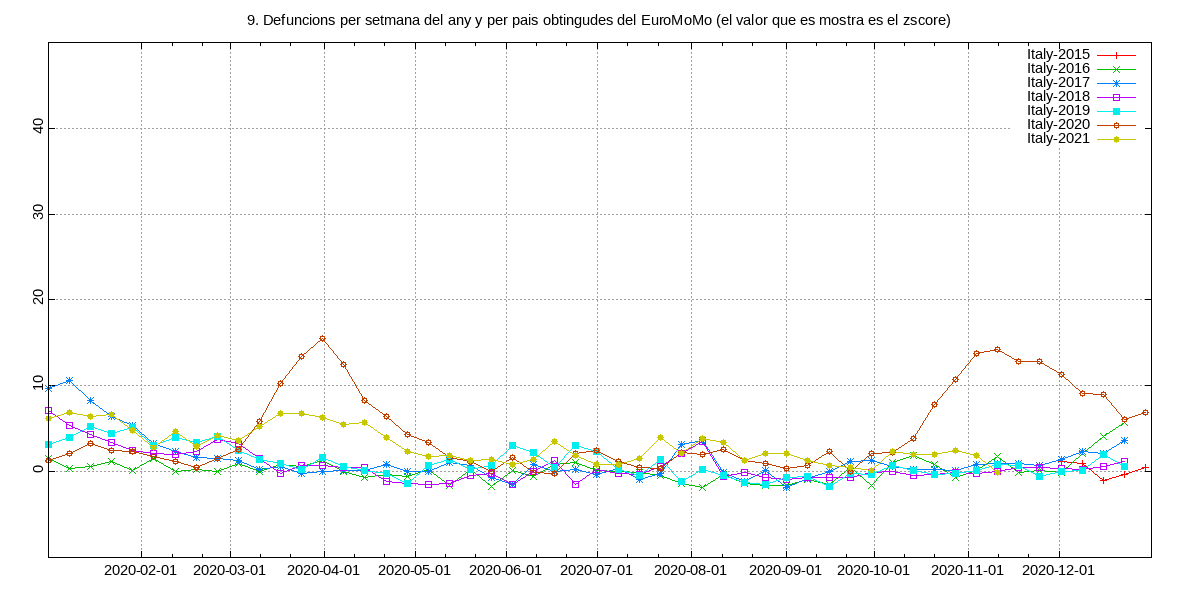 9. Defuncions per setmana del any y per pais obtingudes del EuroMoMo (el valor que es mostra es el zscore)
Italy-2015
Italy-2016
Italy-2017
Italy-2018
Italy-2019
Italy-2020
Italy-2021
40
30
20
10
0
2020-02-01 2020-03-01 2020-04-01 2020-05-01 2020-06-01 2020-07-01 2020-08-01 2020-09-01 2020-10-01 2020-11-01 2020-12-01